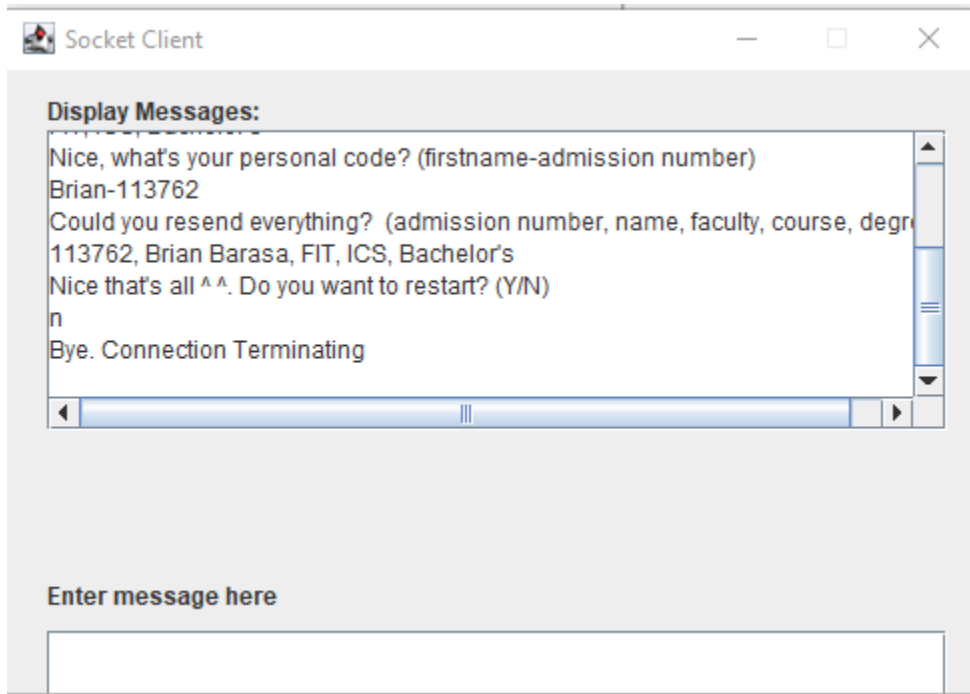 Socket Client
Display Messages:
Nice, what's your personal code? (firstname-admission number)
Brian-113762
Could you resend everything?  (admission number, name, faculty, course, degr
113762, Brian Barasa, FIT, ICS, Bachelor's
Nice that's all ^ ^. Do you want to restart? (Y/N)
n
Bye. Connection Terminating
Enter message here